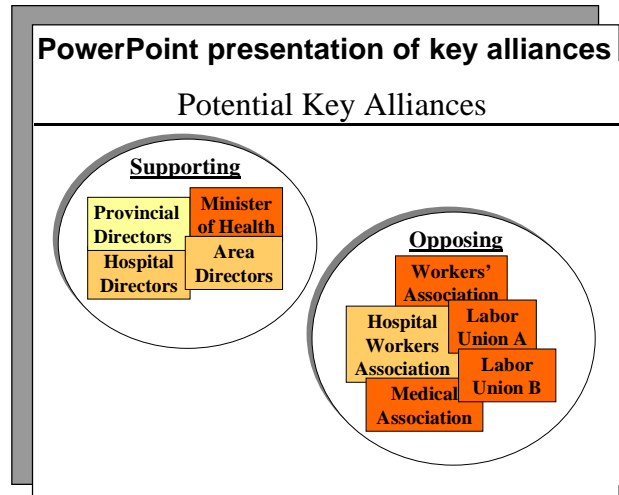 PowerPoint presentation of key alliances
Potential Key Alliances
Supporting
Provincial
Directors
Minister
of Health
Hospital
Directors
Area
Directors
Opposing
Workers’
Association
Hospital
Workers
Association
Labor
Union A
Labor
Union B
Medical
Association